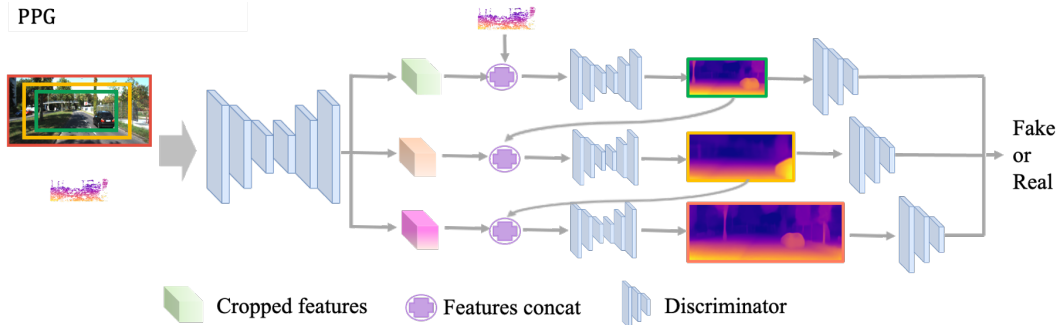 PPG
Fake
or
Real
Cropped features
Features concat
Discriminator